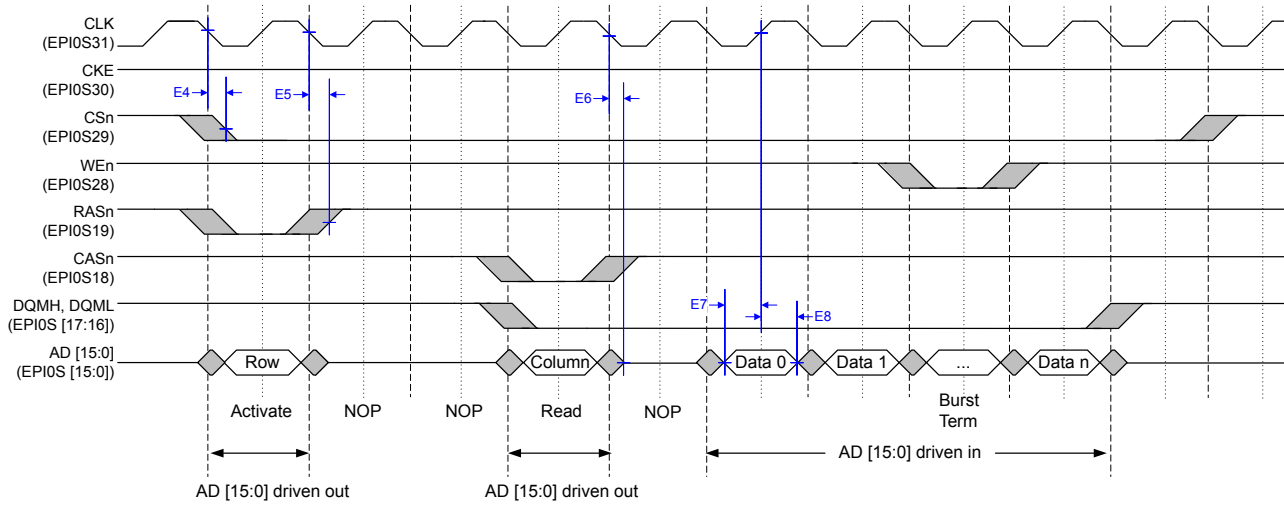 CLK
(EPI0S31)
CKE
(EPI0S30)
E4
E5
E6
CSn
(EPI0S29)
WEn
(EPI0S28)
RASn
(EPI0S19)
CASn
(EPI0S18)
DQMH, DQML
(EPI0S [17:16])
E7
E8
AD [15:0]
(EPI0S [15:0])
Row
Column
Data 0
Data 1
...
Data n
Activate
NOP
NOP
Read
NOP
Burst
Term
AD [15:0] driven in
AD [15:0] driven out
AD [15:0] driven out